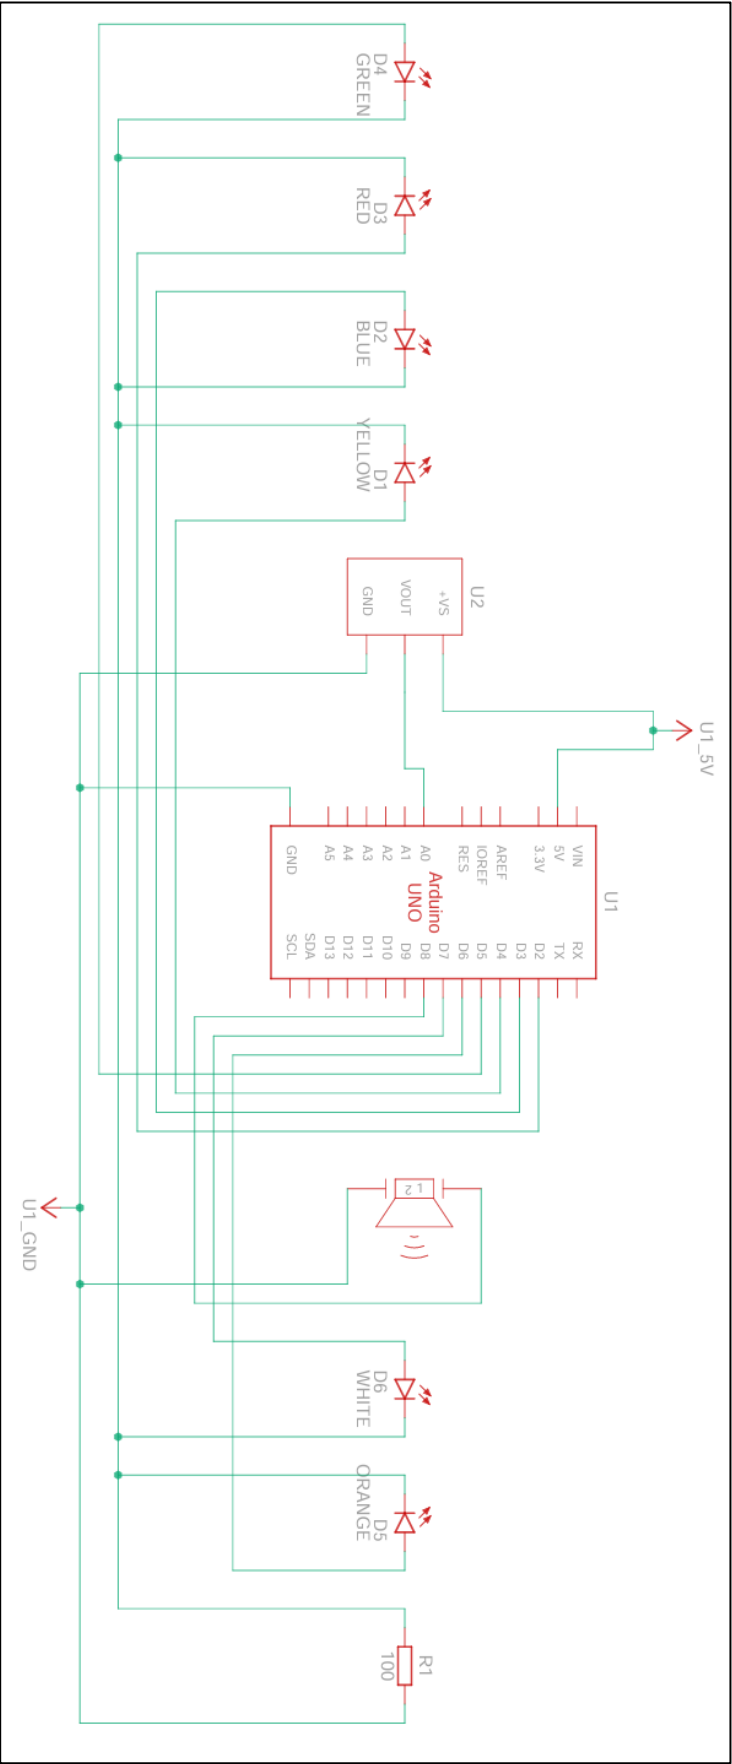 D4
GREEN
D3
RED
D2
BLUE
D1
YELLOW
U2
+VS
VOUT
GND
U1_5V
U1
VIN
5V
3.3V
AREF
IOREF
RES
A0
A1
A2
A3
A4
A5
GND
Arduino
UNO
RX
TX
D2
D3
D4
D5
D6
D7
D8
D9
D10
D11
D12
D13
SDA
SCL
1 2
U1_GND
D6
WHITE
D5
ORANGE
R1
100